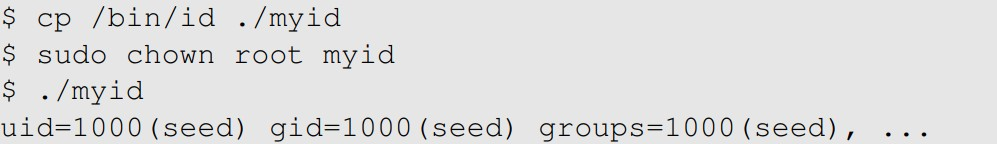 $ cp /bin/id ./myid
$ sudo chown root myid
$ ./myid
uid=1000(seed) gid=1000(seed) groups=1000(seed), ...